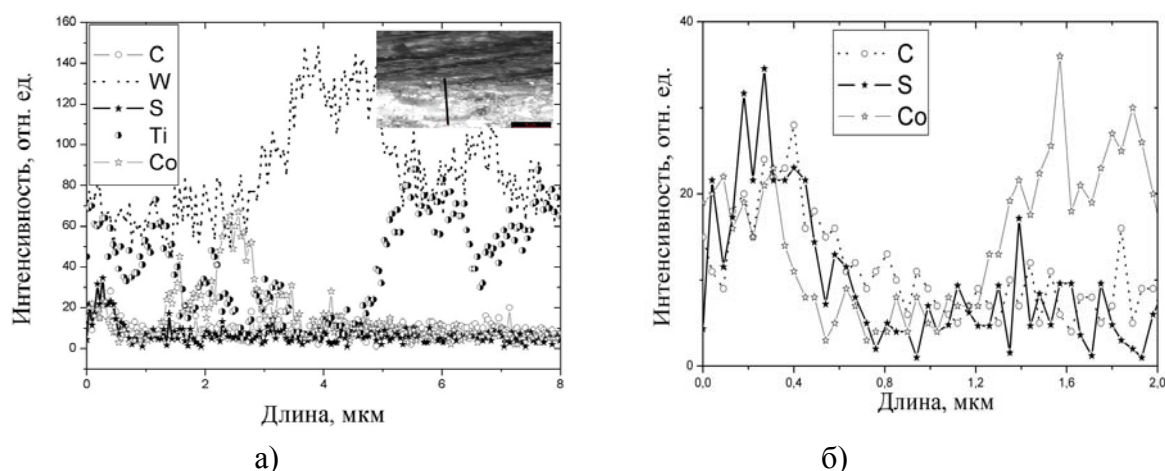 160
140
120
100
80
60
40
20
0
Интенсивность, отн. ед.
C
W
S
Ti
Co
0
2
4
6
8
Длина, мкм
а)
40
20
0
Интенсивность, отн. ед.
C
S
Co
0,0
0,4
0,8
1,2
1,6
2,0
Длина, мкм
б)